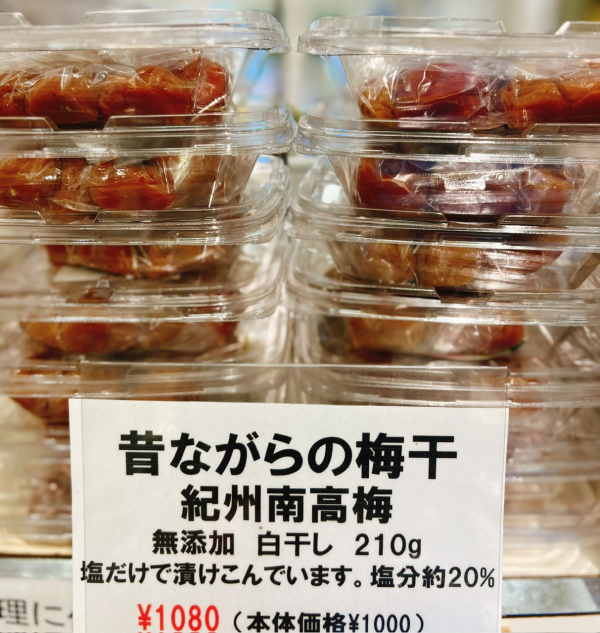 昔ながらの梅干
紀州南高梅
無添加 白干し 210g
塩だけで漬けこんでいます。塩分約20%
¥1080(本体価格¥1000)
理に